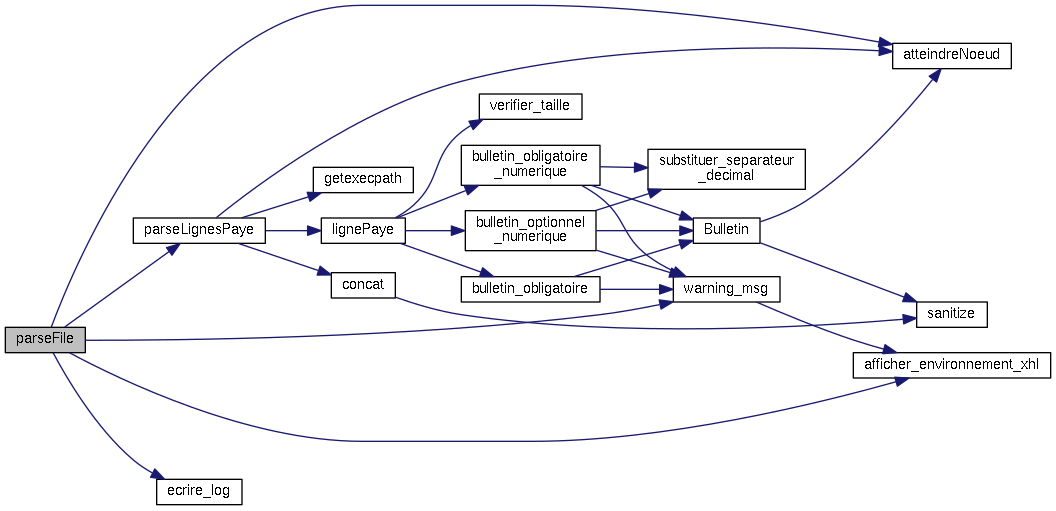 atteindreNoeud
verifier_taille
bulletin_obligatoire
_numerique
substituer_separateur
_decimal
getexecpath
parseLignesPaye
lignePaye
bulletin_optionnel
_numerique
Bulletin
concat
bulletin_obligatoire
warning_msg
sanitize
parseFile
afficher_environnement_xhl
ecrire_log